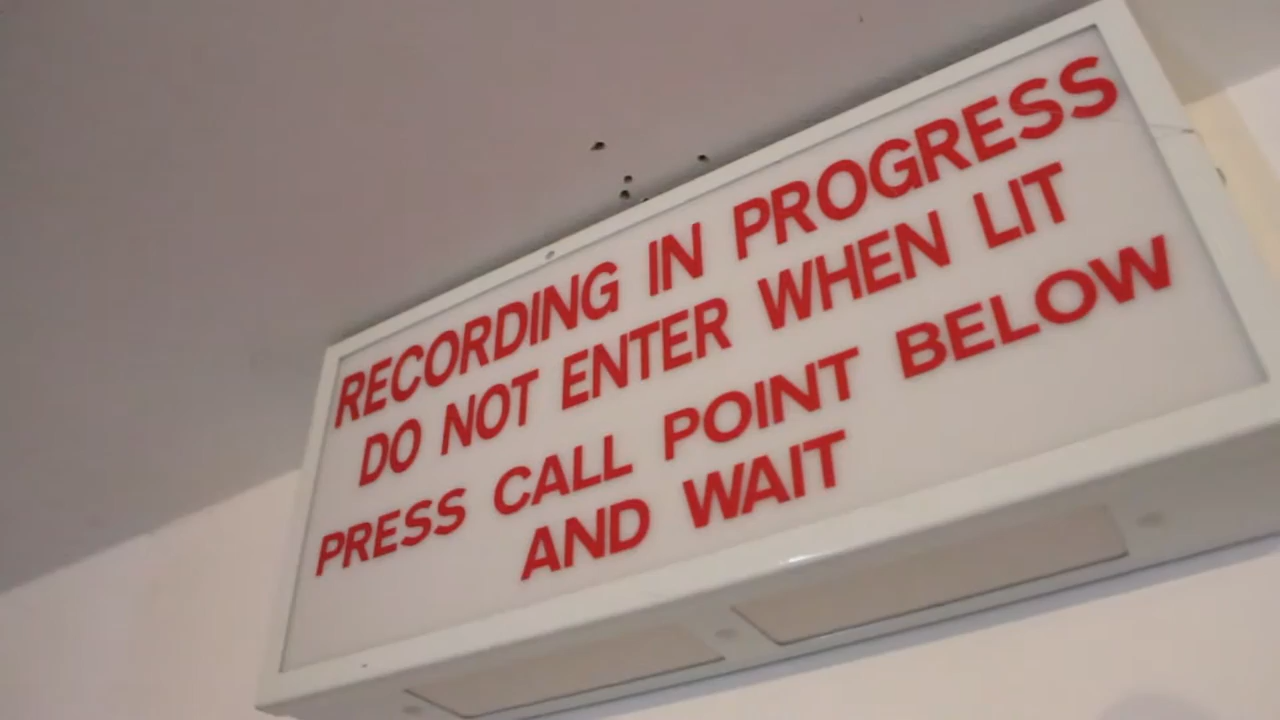 RECORDING IN PROGRESS
DO NOT ENTER WHEN LIT
PRESS CALL POINT BELOW
AND WAIT